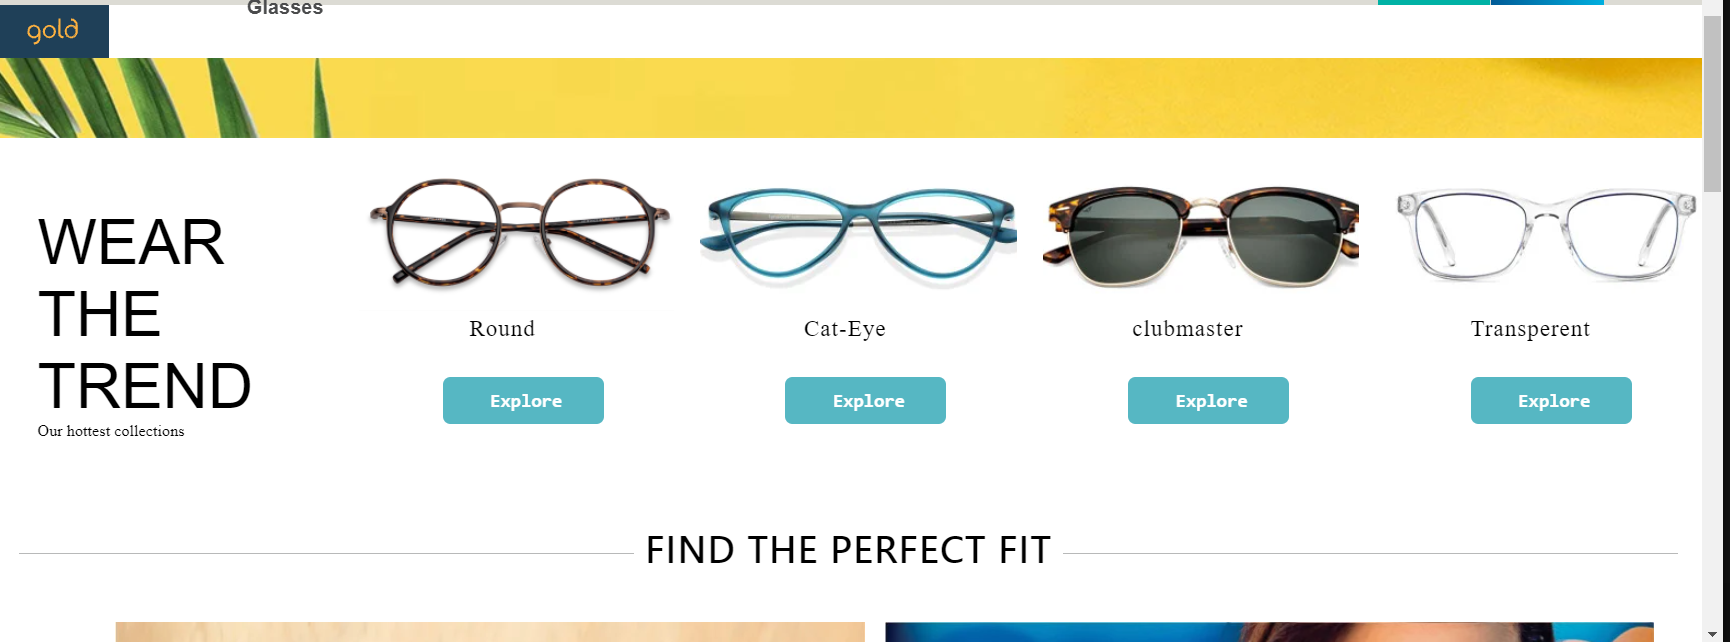 Glasses
gold
WEAR
THE
TREND
Our hottest collections
Round
Cat-Eye
clubmaster
Transperent
Explore
Explore
Explore
Explore
FIND THE PERFECT FIT